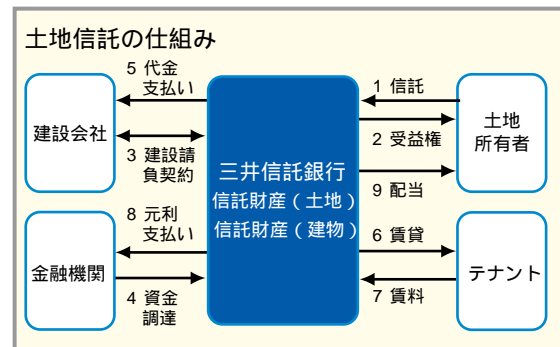 土地信託の仕組み
5 代金
支払い
建設会社
3 建設請
負契約
8 元利
支払い
金融機関
4 資金
調達
三井信託銀行
信託財産（土地）
信託財産（建物）
1 信託
2 受益権
土地
所有者
9 配当
6 賃貸
テナント
7 賃料